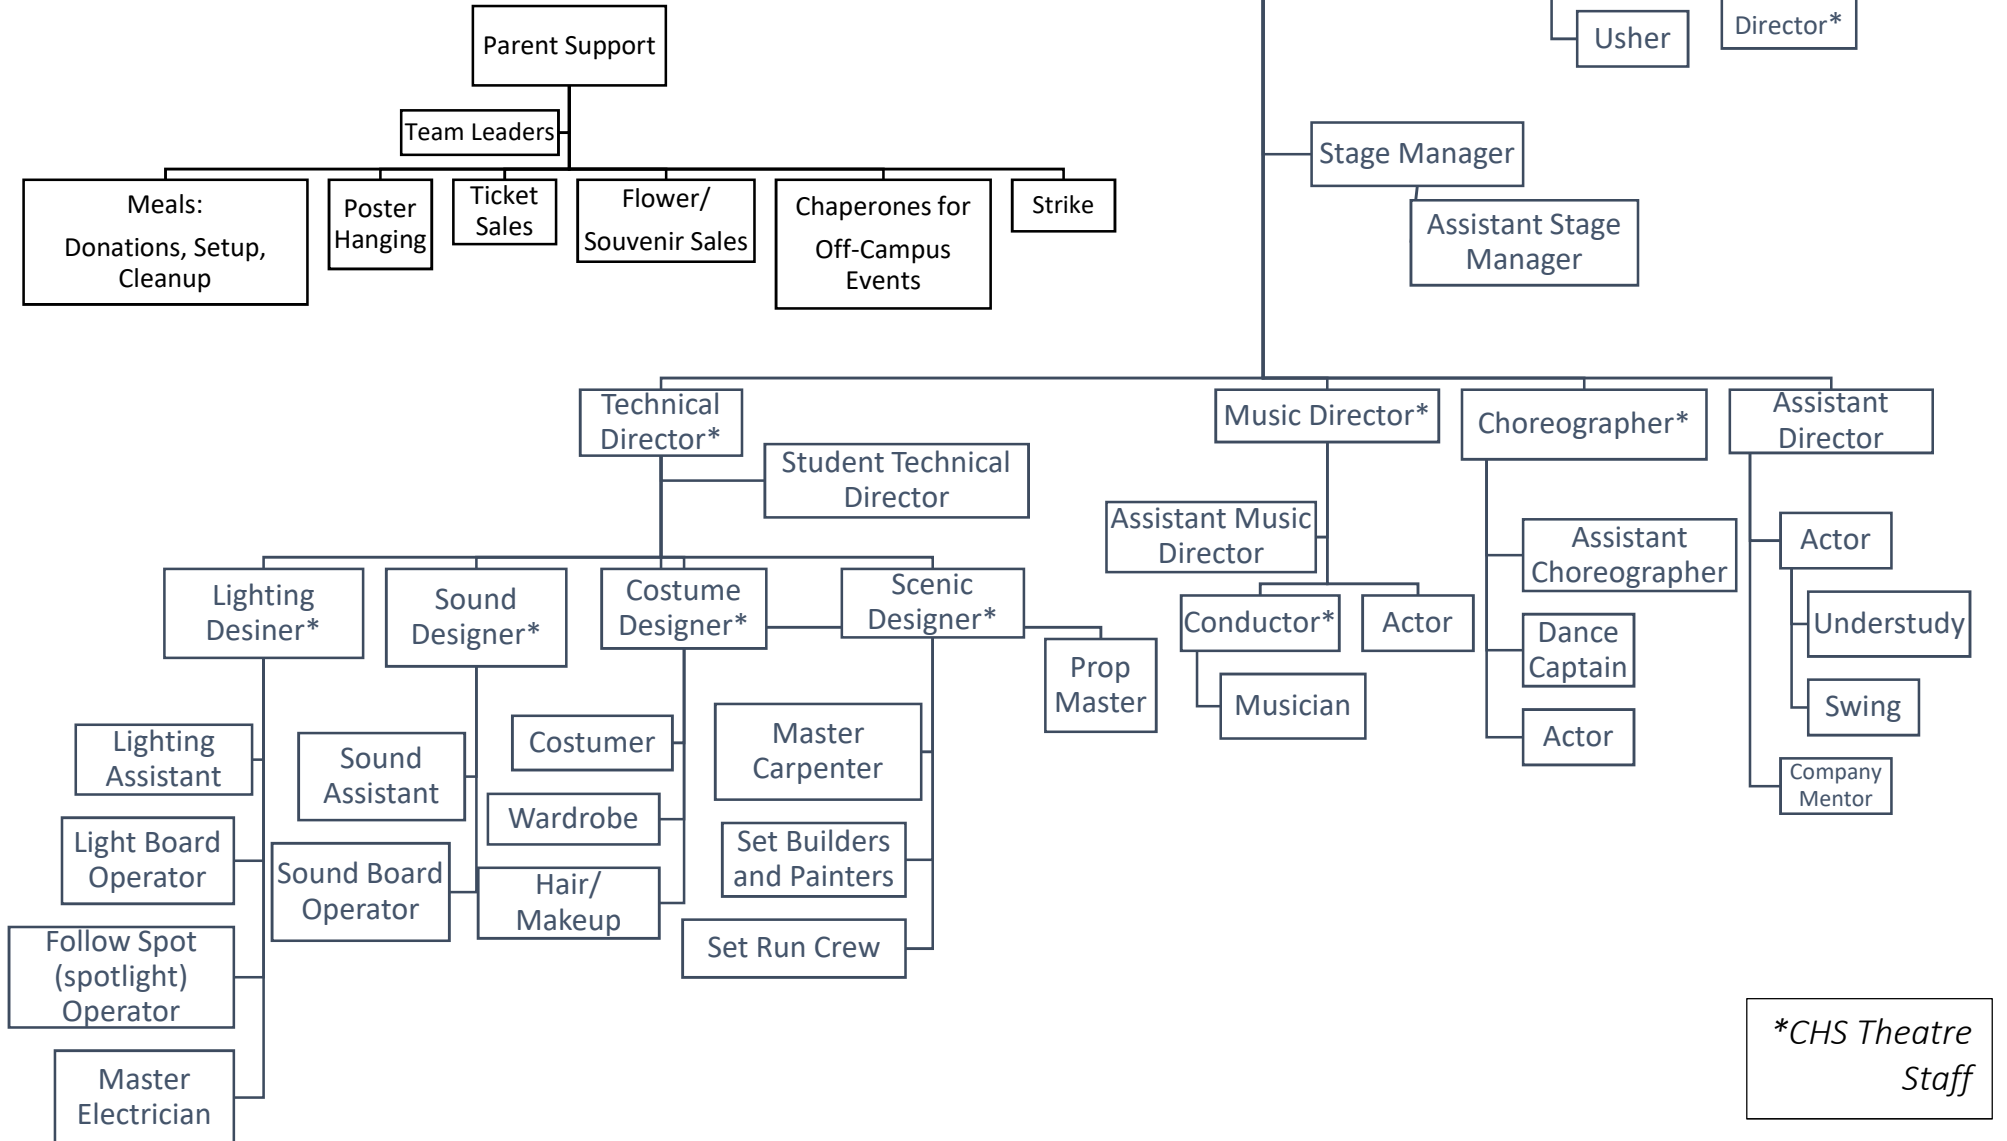 Parent Support
Team Leaders
Meals:
Donations, Setup,
Cleanup
Poster
Hanging
Ticket
Sales
Flower/
Souvenir Sales
Chaperones for
Off-Campus
Events
Strike
Usher
Director*
Stage Manager
Assistant Stage
Manager
Technical
Director*
Student Technical
Director
Music Director*
Choreographer*
Assistant
Director
Lighting
Desiner*
Sound
Designer*
Costume
Designer*
Scenic
Designer*
Prop
Master
Lighting
Assistant
Light Board
Operator
Follow Spot
(spotlight)
Operator
Master
Electrician
Sound
Assistant
Sound Board
Operator
Costumer
Wardrobe
Hair/
Makeup
Master
Carpenter
Set Builders
and Painters
Set Run Crew
Assistant Music
Director
Conductor*
Actor
Musician
Assistant
Choreographer
Dance
Captain
Actor
Actor
Understudy
Swing
Company
Mentor
*CHS Theatre
Staff